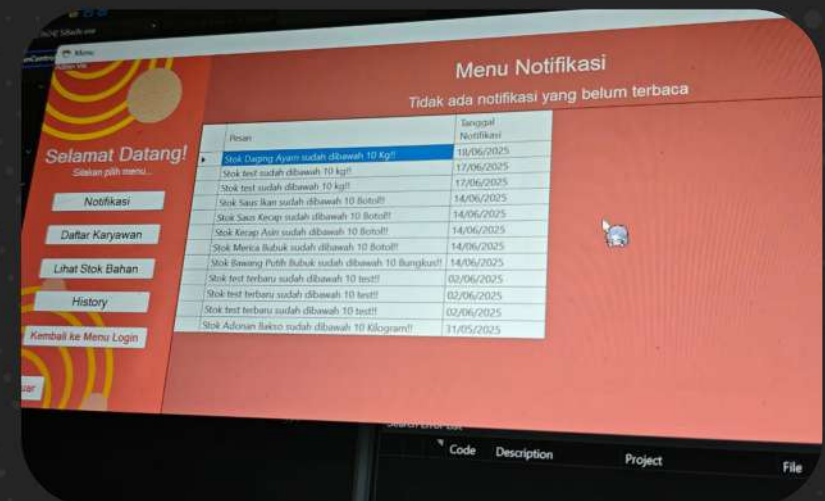 Menu
Menu Notifikasi
Tidak ada notifikasi yang belum terbaca
Selamat Datang!
Silakan pilih menu...
Notifikasi
Daftar Karyawan
Lihat Stok Bahan
History
Kembali ke Menu Login
uar
Pesan
Tanggal
Notifikasi
Stok Daging Ayam sudah dibawah 10 Kg!! 18/06/2025
Stok test sudah dibawah 10 kg!! 17/06/2025
Stok test sudah dibawah 10 kg!! 17/06/2025
Stok Saus Ikan sudah dibawah 10 Botol!! 14/06/2025
Stok Saus Kecap sudah dibawah 10 Botol!! 14/06/2025
Stok Kecap Asin sudah dibawah 10 Botol!! 14/06/2025
Stok Merica Bubuk sudah dibawah 10 Botol!! 14/06/2025
Stok Bawang Putih Bubuk sudah dibawah 10 Bungkus!! 14/06/2025
Stok test terbaru sudah dibawah 10 test!! 02/06/2025
Stok test terbaru sudah dibawah 10 test!! 02/06/2025
Stok test terbaru sudah dibawah 10 test!! 02/06/2025
Stok Adonan Bakso sudah dibawah 10 Kilogram!! 31/05/2025
Code Description Project File